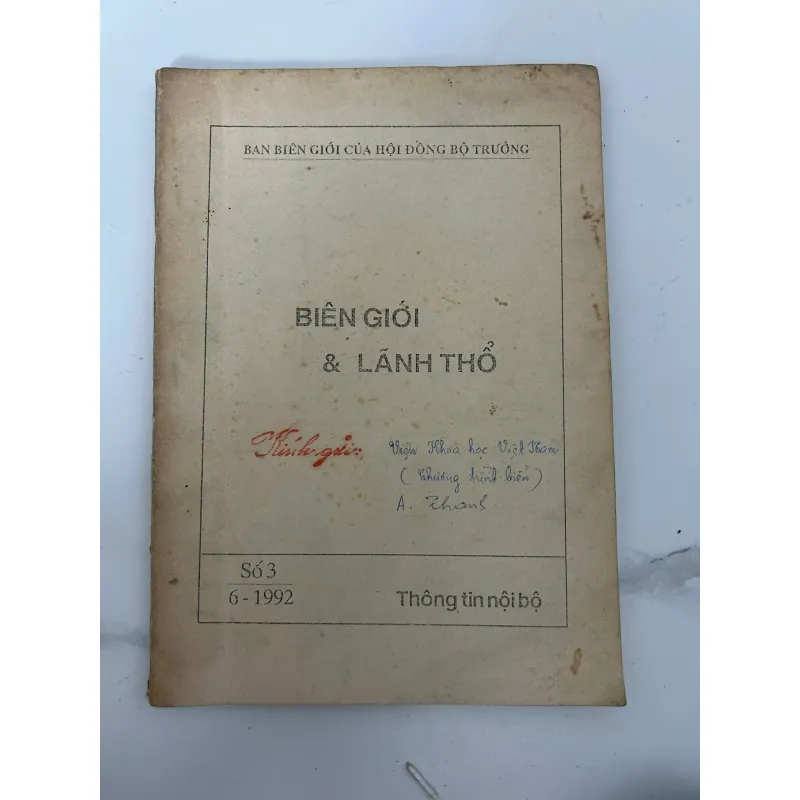 BAN BIÊN GIỚI CỦA HỘI ĐỒNG BỘ TRƯỞNG
BIÊN GIỚI
& LÃNH THỔ
Kính gửi: Viện Khoa học Việt Nam
(Chương trình biển)
A. Thanh
Số 3
6 - 1992
Thông tin nội bộ